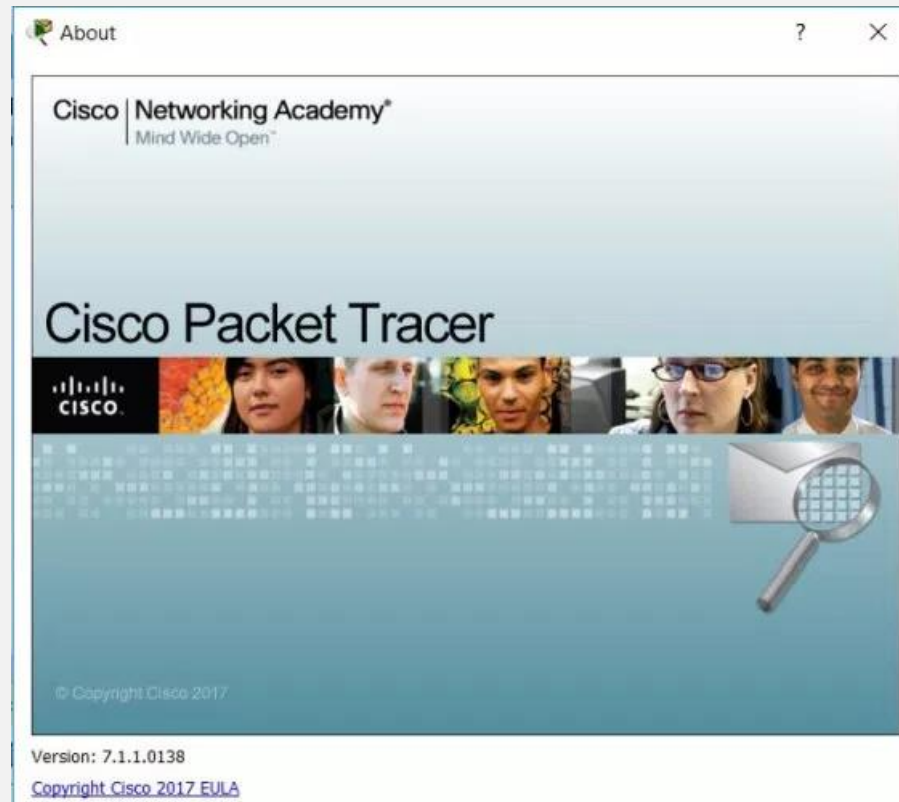 About
?
Cisco | Networking Academy®
Mind Wide Open™
Cisco Packet Tracer
CISCO.
© Copyright Cisco 2017
Version: 7.1.1.0138
Copyright Cisco 2017 EULA